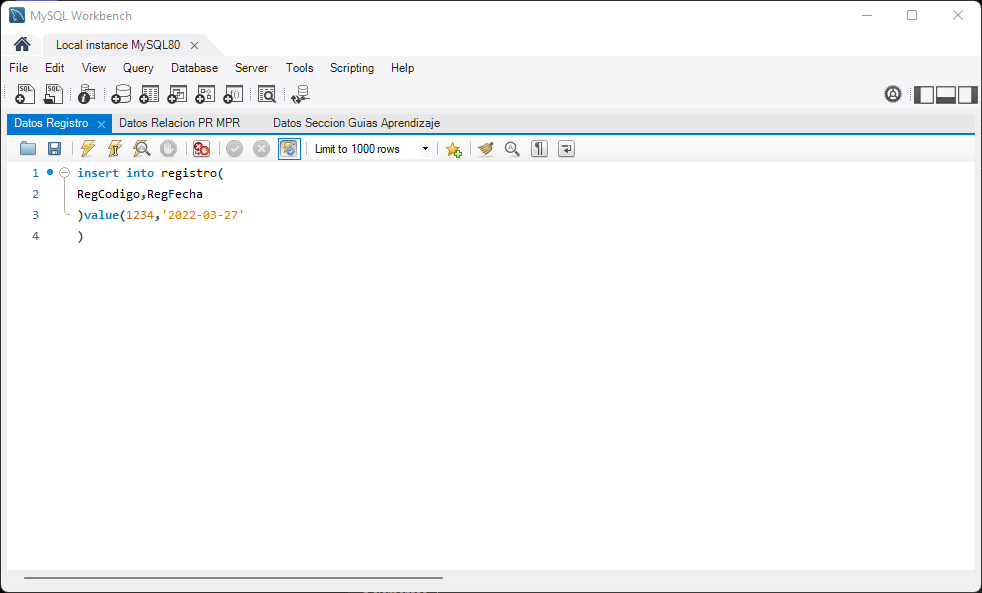 MySQL Workbench
Local instance MySQL80
File Edit View Query Database Server Tools Scripting Help
Datos Registro Datos Relacion PR MPR Datos Seccion Guias Aprendizaje
Limit to 1000 rows
1 insert into registro(
2 RegCodigo,RegFecha
3 )value(1234,'2022-03-27'
4 )